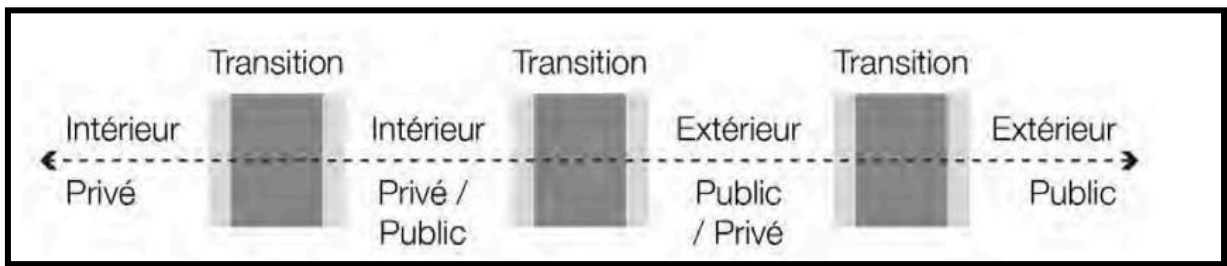 Transition Transition Transition
Intérieur Intérieur Extérieur Extérieur
Privé Privé / Public Public
Public / Privé